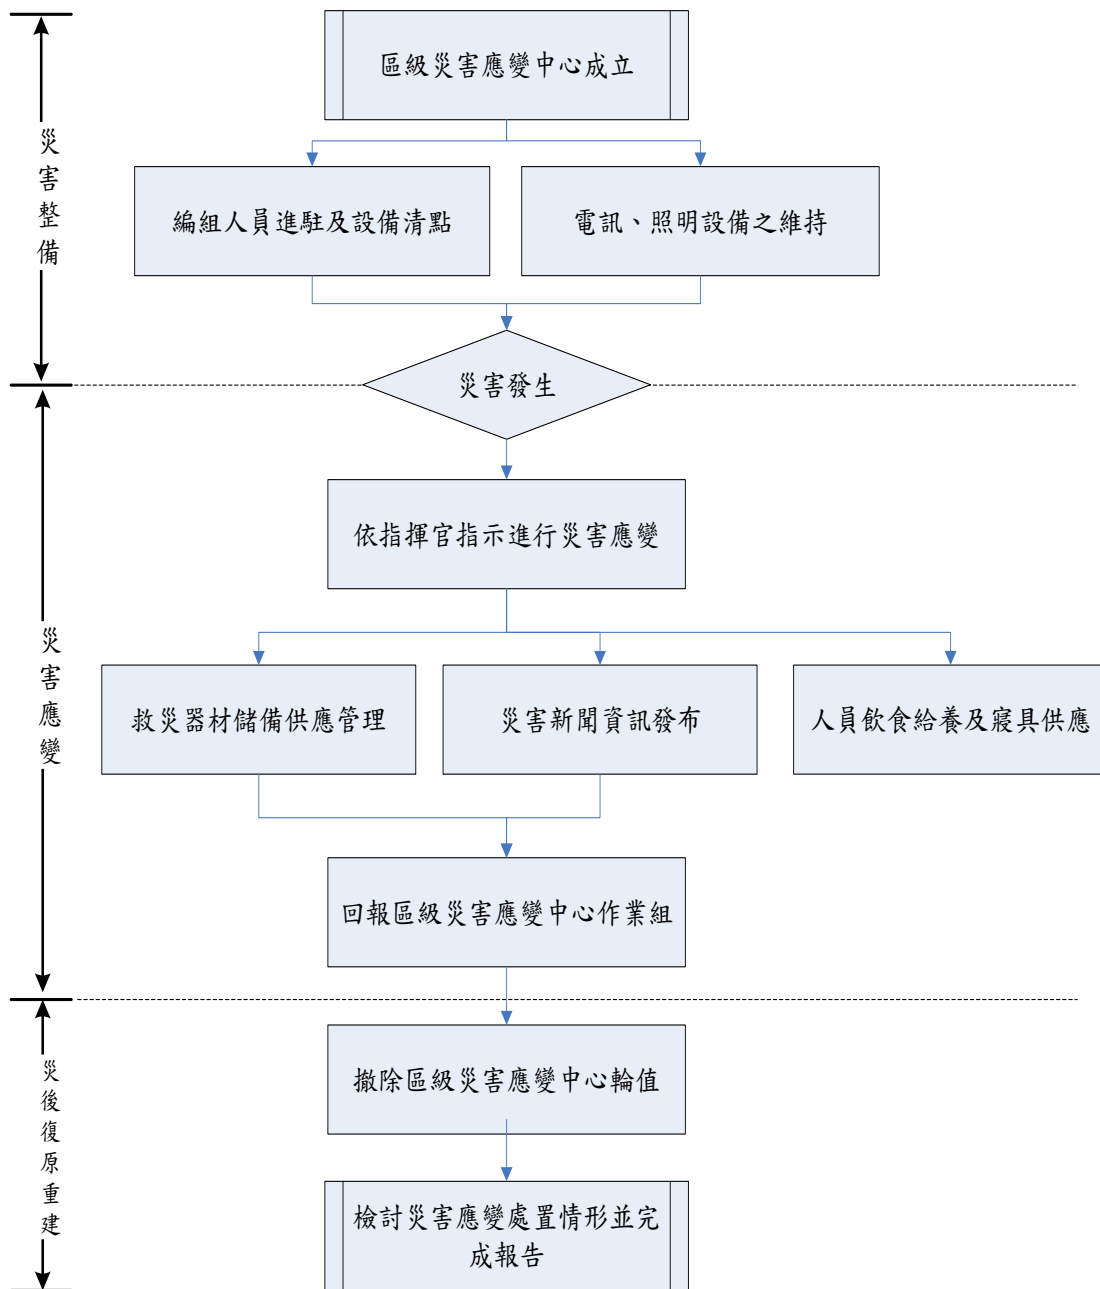 區級災害應變中心成立
災害整備
編組人員進駐及設備清點
電訊、照明設備之維持
災害發生
依指揮官指示進行災害應變
災害應變
救災器材儲備供應管理
災害新聞資訊發布
人員飲食給養及寢具供應
回報區級災害應變中心作業組
災後復原重建
撤除區級災害應變中心輪值
檢討災害應變處置情形並完
成報告